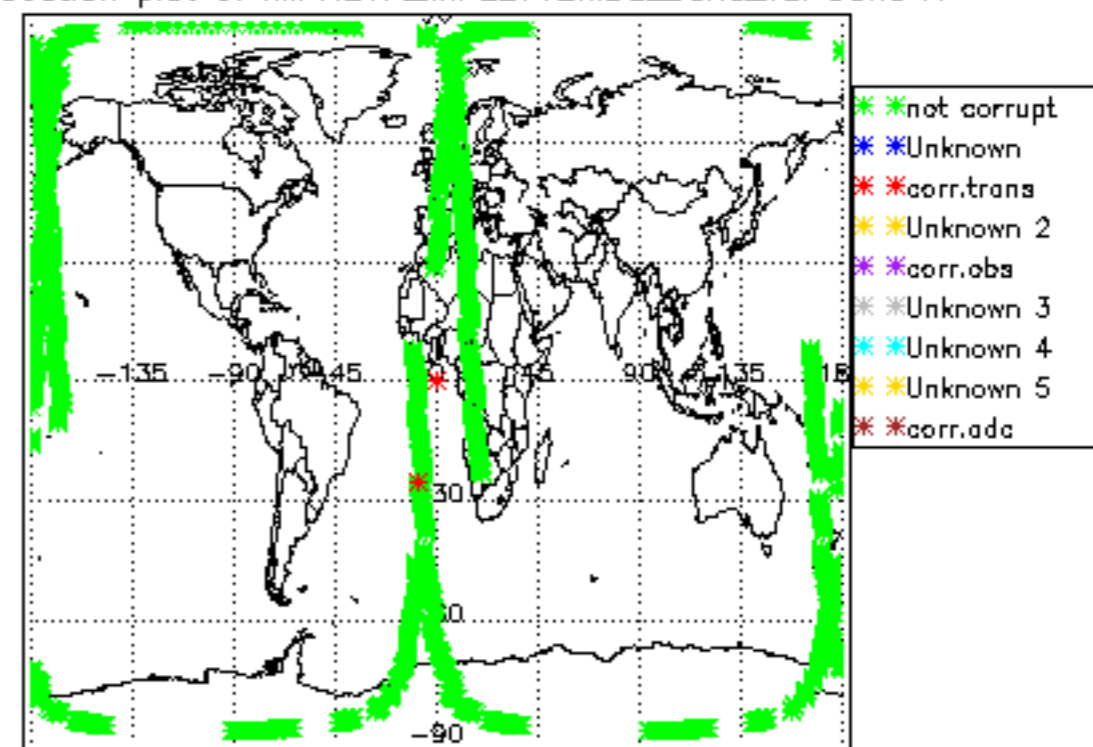 not corrupt
Unknown
corr.trans
Unknown 2
corr.obs
Unknown 3
Unknown 4
Unknown 5
corr.adc
-135 -90 45 45 90 135
30
-90